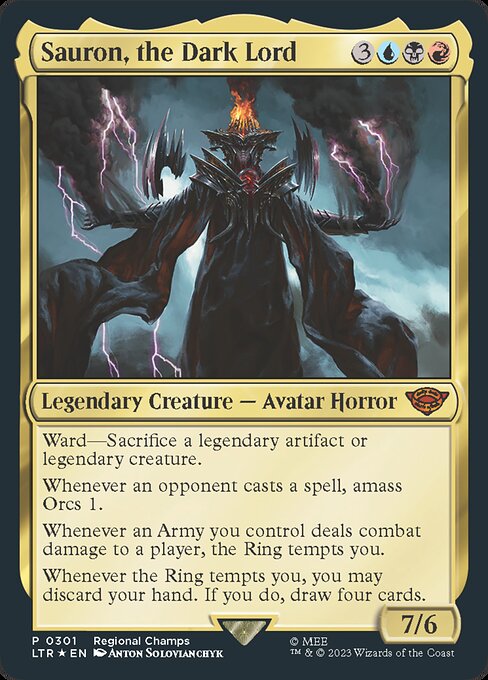 Sauron, the Dark Lord 3
Legendary Creature — Avatar Horror
Ward—Sacrifice a legendary artifact or
legendary creature.
Whenever an opponent casts a spell, amass
Orcs 1.
Whenever an Army you control deals combat
damage to a player, the Ring tempts you.
Whenever the Ring tempts you, you may
discard your hand. If you do, draw four cards.
7/6
P 0301 Regional Champs
LTR ★ EN Anton Solovianchyk
© MEE
™ & © 2023 Wizards of the Coast